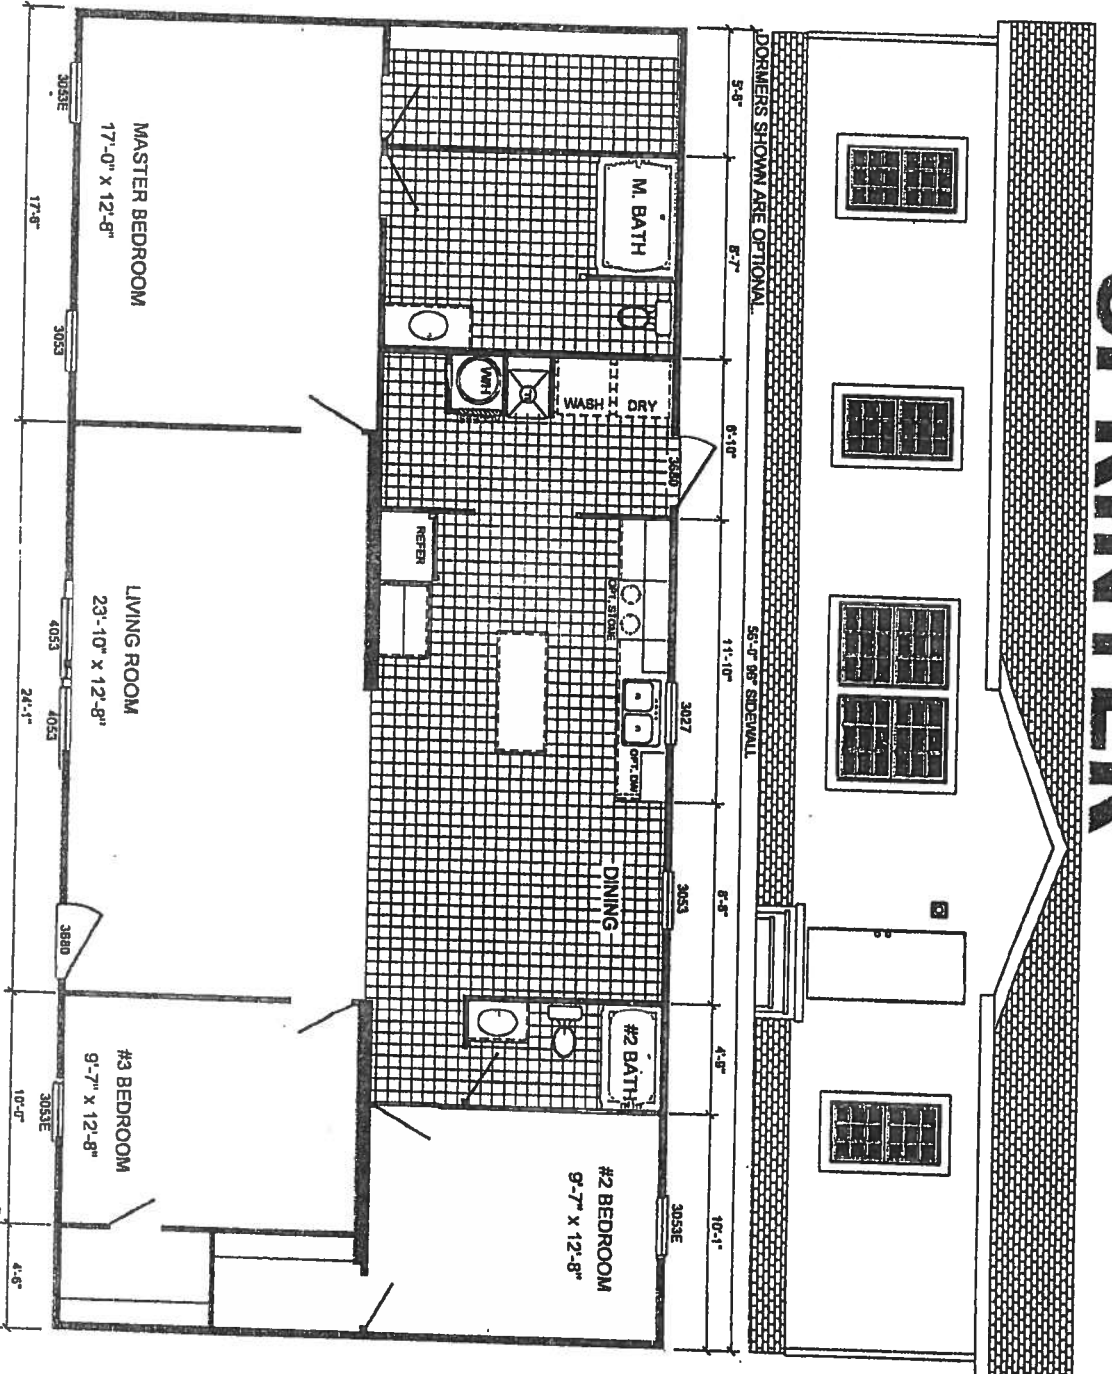 DORMERS SHOWN ARE OPTIONAL.
56'-0" 96" SIDEWALL
5'-6"
8'-7"
6'-10"
11'-10"
8'-8"
4'-9"
10'-1"
3680
3027
3053
3053E
M. BATH
WASH
DRY
WH
F
OPT. STOVE
OPT. DW
REFER
DINING
#2 BATH
#2 BEDROOM
9'-7" x 12'-8"
MASTER BEDROOM
17'-0" x 12'-8"
LIVING ROOM
23'-10" x 12'-8"
#3 BEDROOM
9'-7" x 12'-8"
3053E
3053
4053
4053
3680
3053E
17'-6"
24'-1"
10'-0"
4'-6"